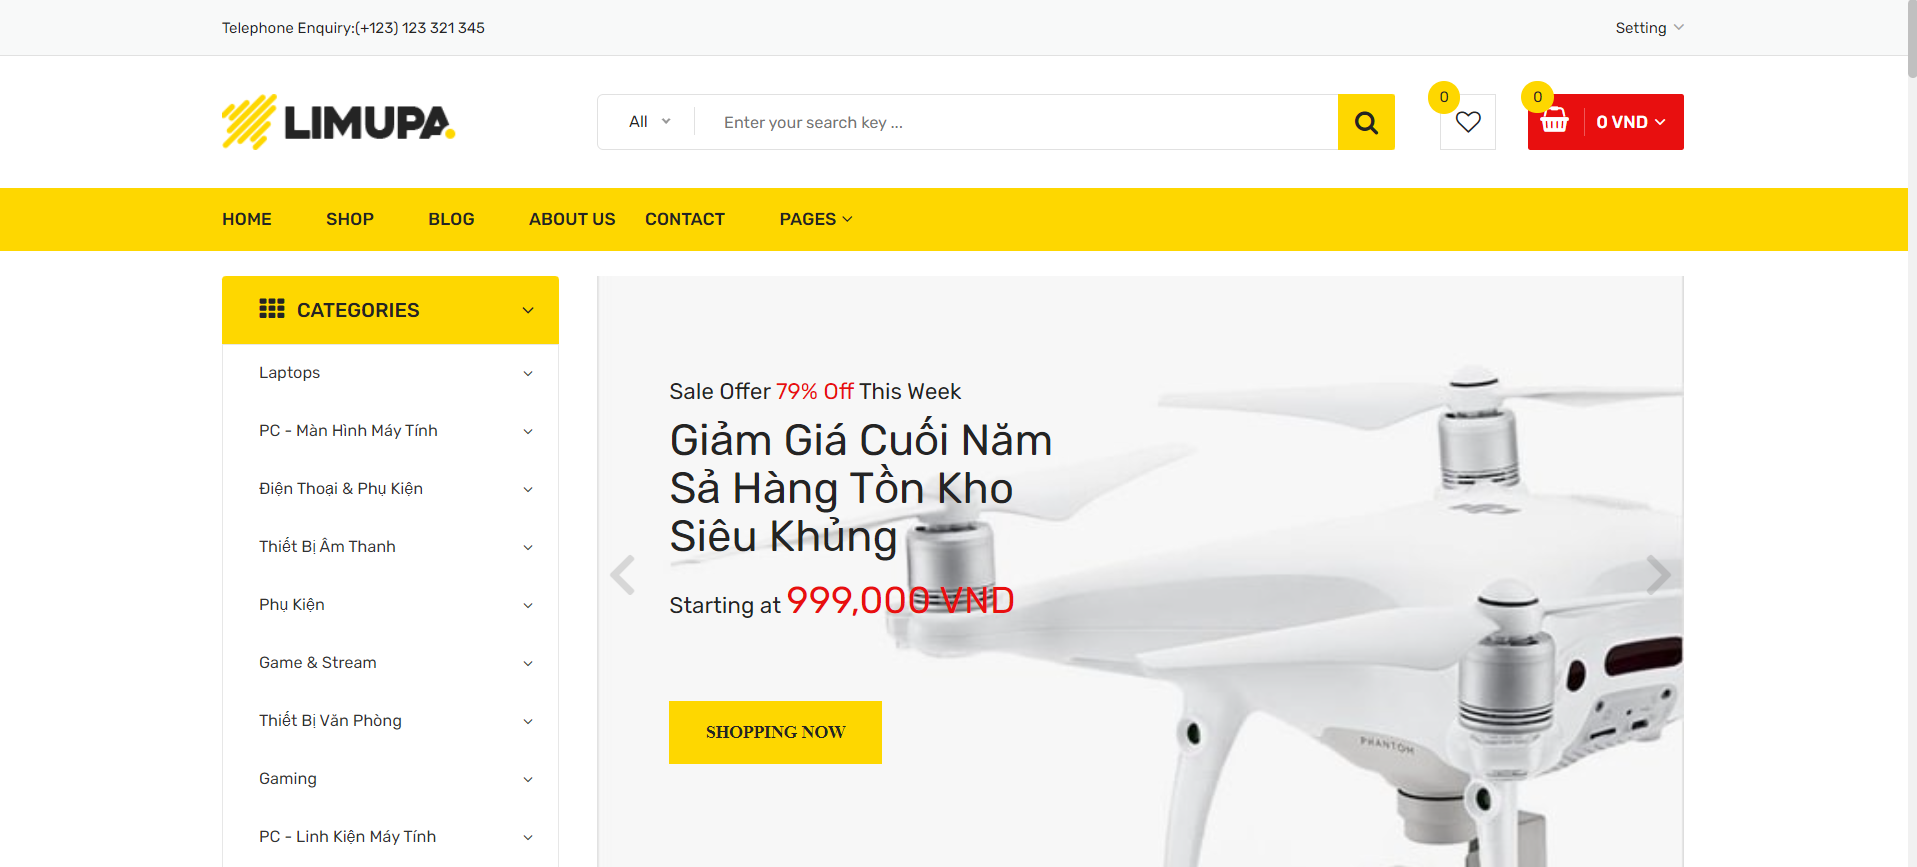 Telephone Enquiry:(+123) 123 321 345
Setting
LIMUPA.
All
Enter your search key ...
0
0
0 VND
HOME
SHOP
BLOG
ABOUT US
CONTACT
PAGES
CATEGORIES
Laptops
PC - Màn Hình Máy Tính
Điện Thoại & Phụ Kiện
Thiết Bị Âm Thanh
Phụ Kiện
Game & Stream
Thiết Bị Văn Phòng
Gaming
PC - Linh Kiện Máy Tính
Sale Offer 79% Off This Week
Giảm Giá Cuối Năm
Sả Hàng Tồn Kho
Siêu Khủng
Starting at 999,000 VND
SHOPPING NOW
PHANTOM